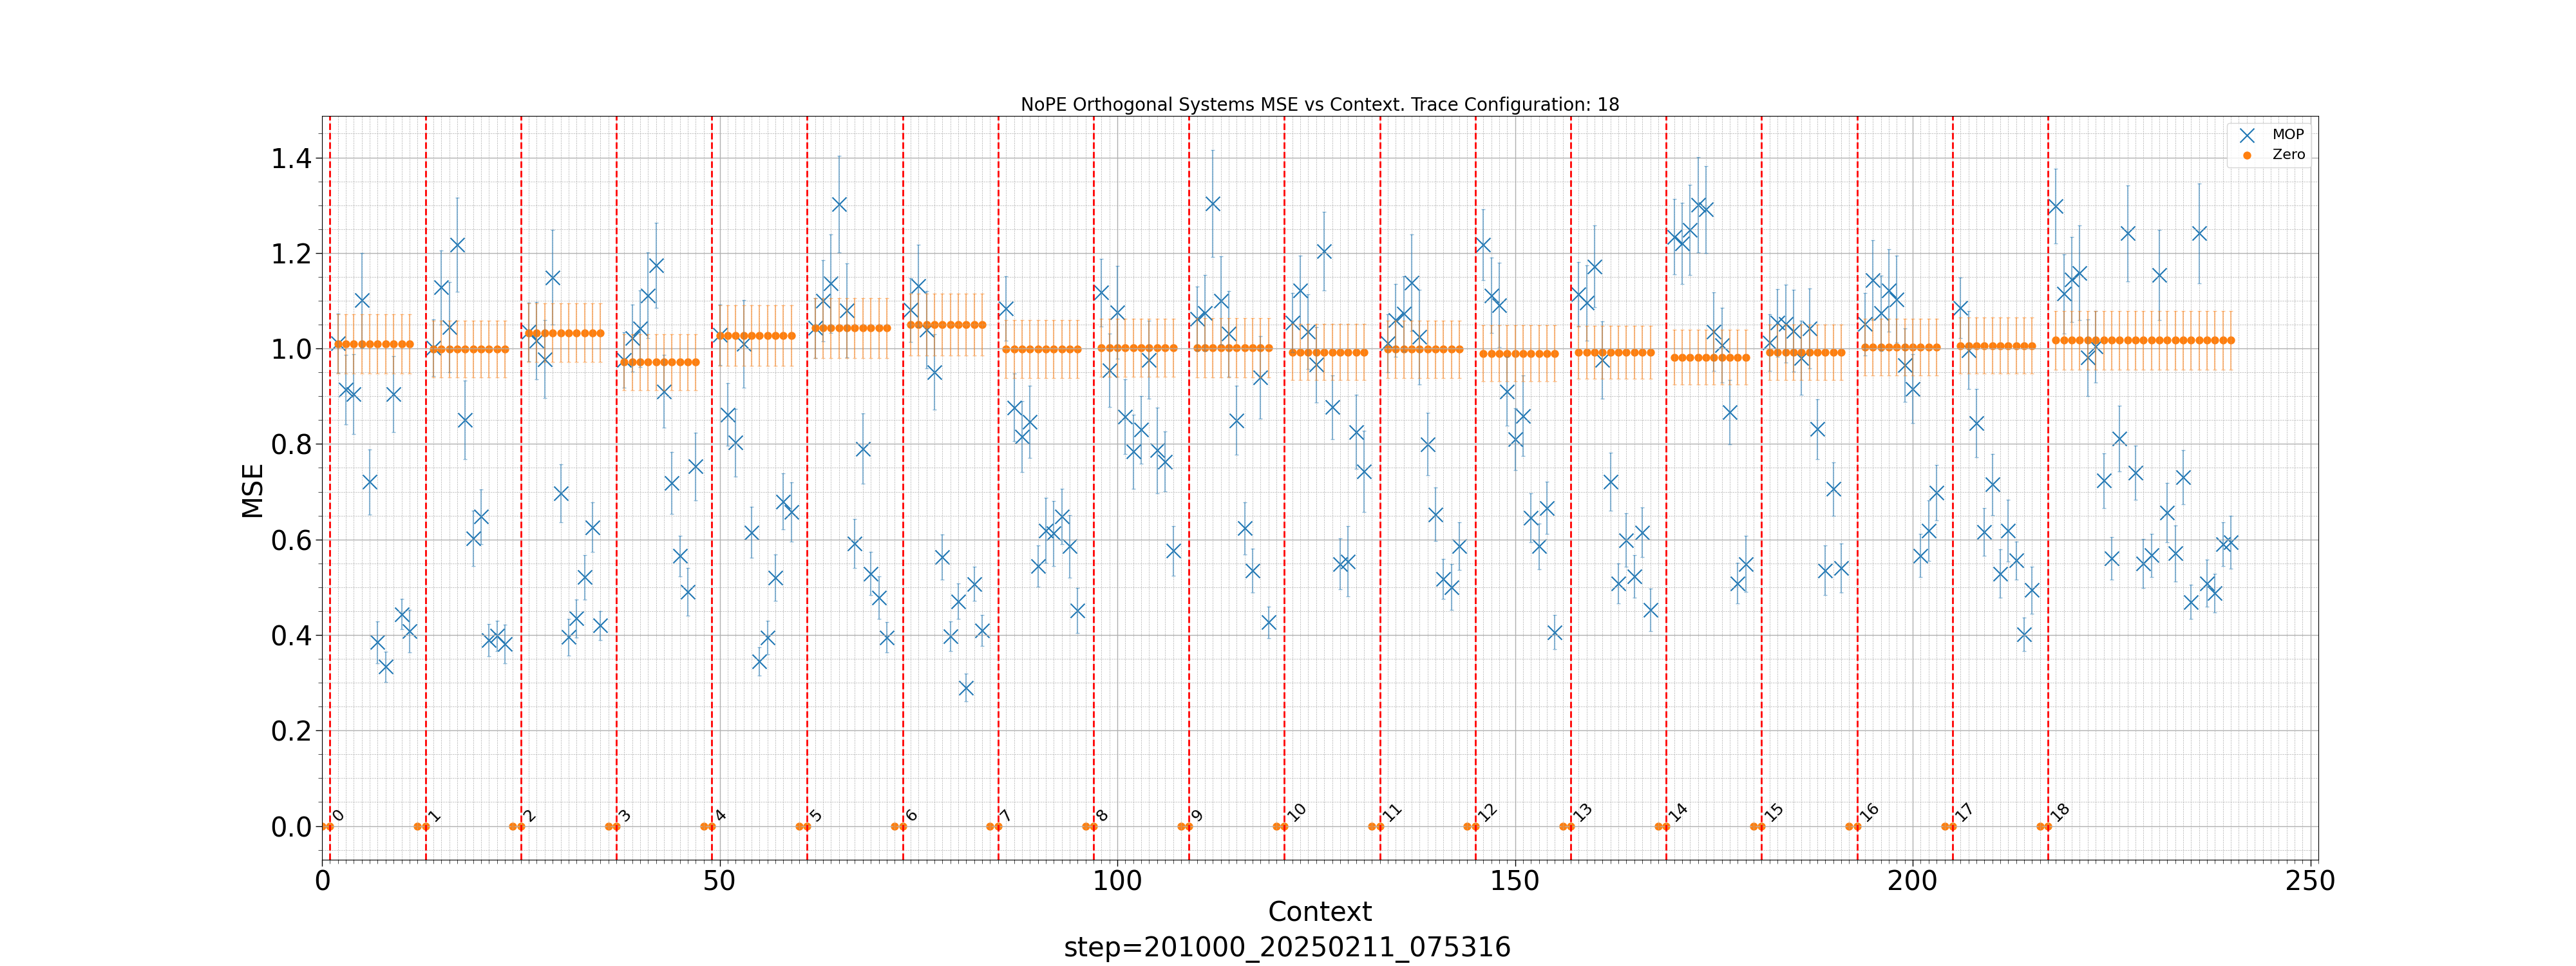 NoPE Orthogonal Systems MSE vs Context. Trace Configuration: 18
MOP
Zero
MSE
1.4
1.2
1.0
0.8
0.6
0.4
0.2
0.0
0 1 2 3 4 5 6 7 8 9 10 11 12 13 14 15 16 17 18
0 50 100 150 200 250
Context
step=201000_20250211_075316